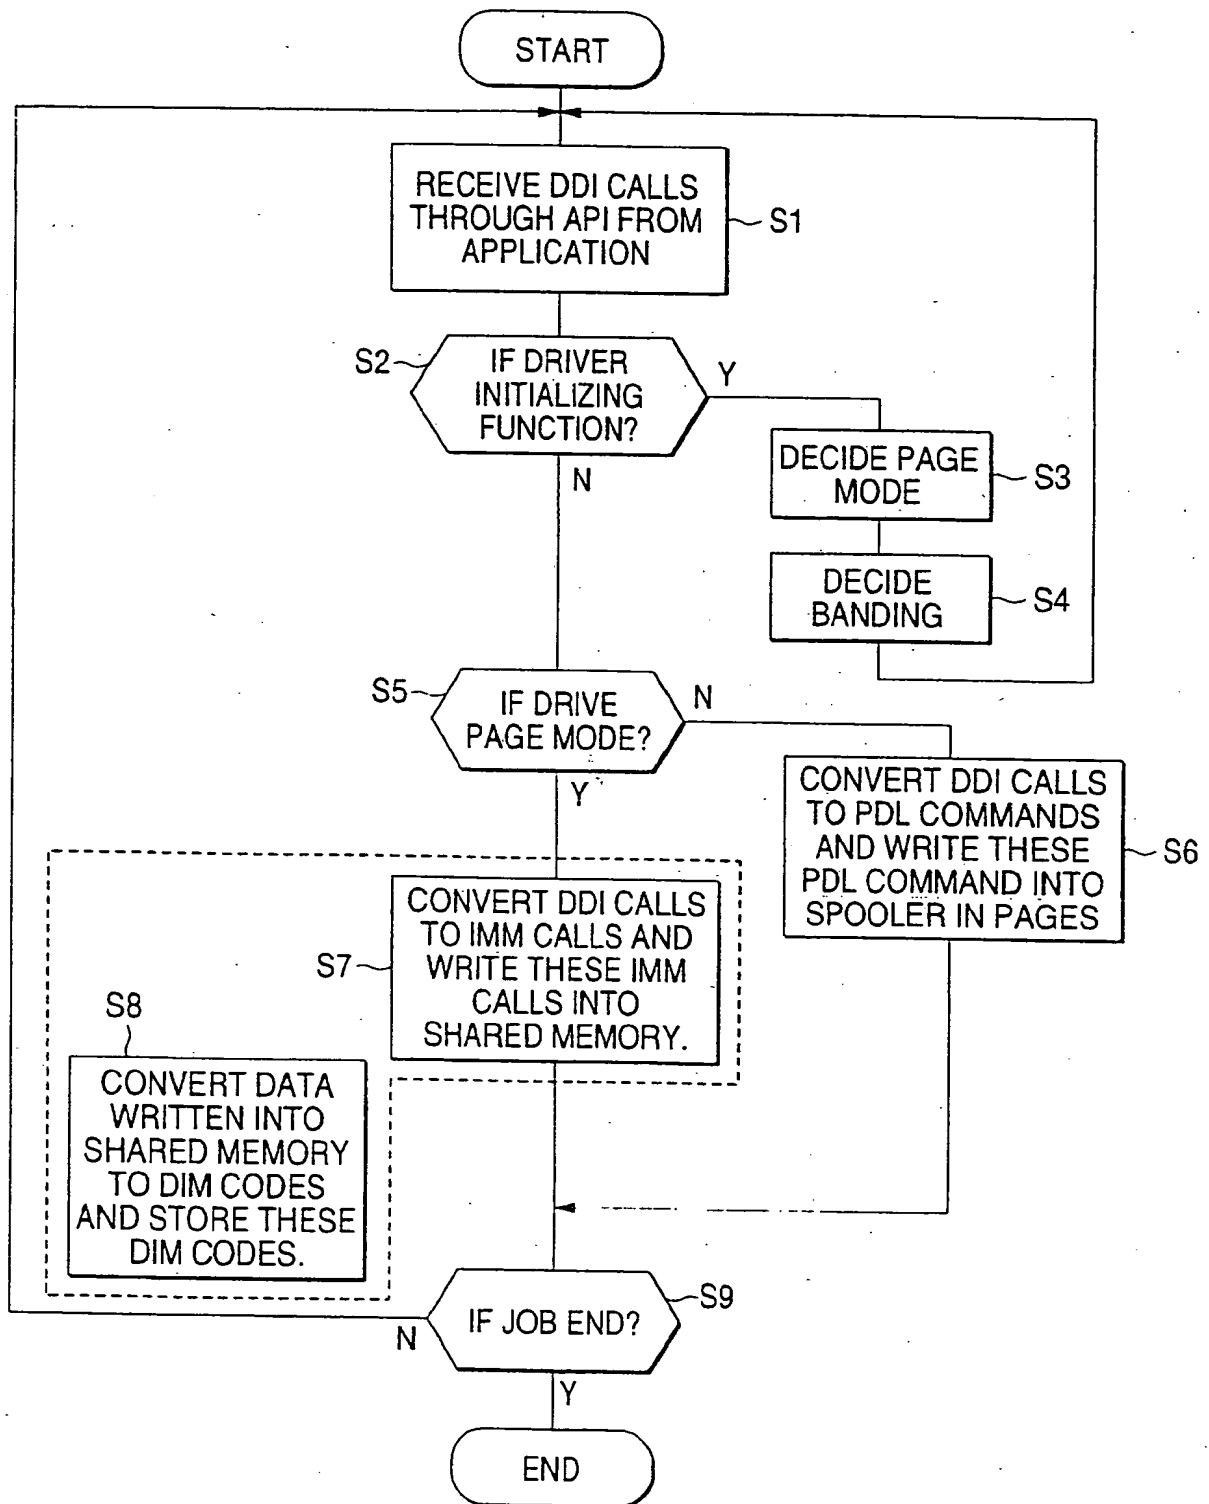 START
RECEIVE DDI CALLS
THROUGH API FROM
APPLICATION
S1
S2
IF DRIVER
INITIALIZING
FUNCTION?
Y
N
DECIDE PAGE
MODE
S3
DECIDE
BANDING
S4
S5
IF DRIVE
PAGE MODE?
N
Y
CONVERT DDI CALLS
TO PDL COMMANDS
AND WRITE THESE
PDL COMMAND INTO
SPOOLER IN PAGES
S6
S7
CONVERT DDI CALLS
TO IMM CALLS AND
WRITE THESE IMM
CALLS INTO
SHARED MEMORY.
S8
CONVERT DATA
WRITTEN INTO
SHARED MEMORY
TO DIM CODES
AND STORE THESE
DIM CODES.
S9
IF JOB END?
N
Y
END